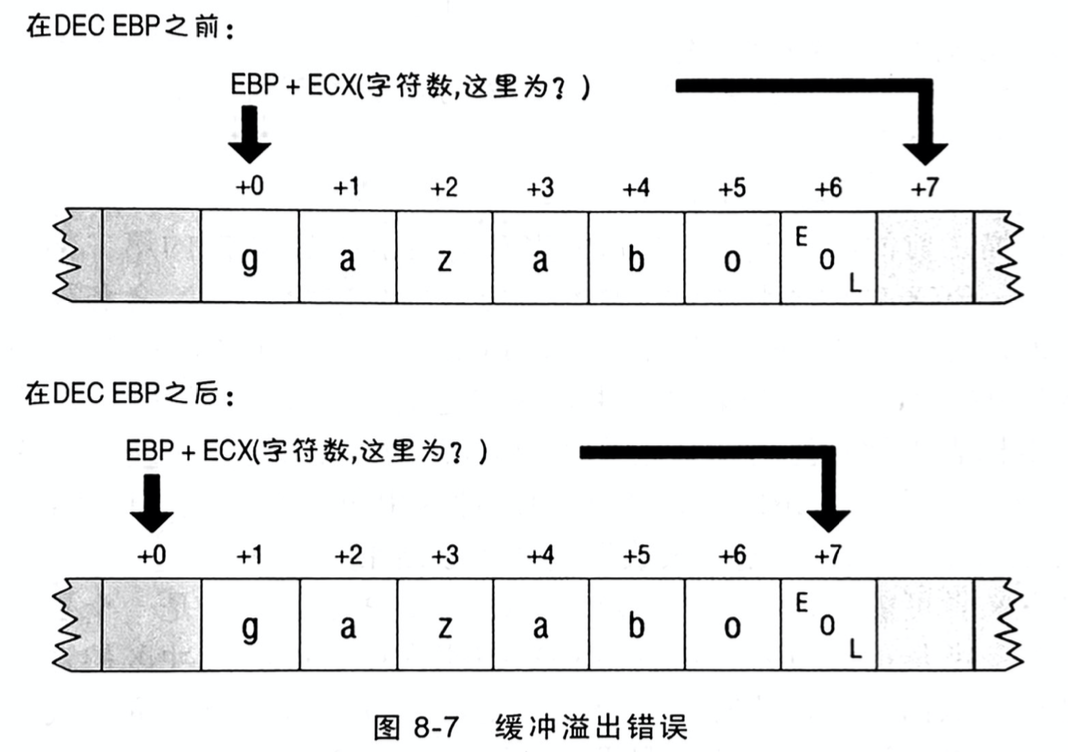 在DEC EBP之前：
EBP + ECX(字符数,这里为? )
+0 +1 +2 +3 +4 +5 +6 +7
g a z a b o EOL
在DEC EBP之后：
EBP + ECX(字符数,这里为? )
+0 +1 +2 +3 +4 +5 +6 +7
g a z a b o EOL
图 8-7 缓冲溢出错误